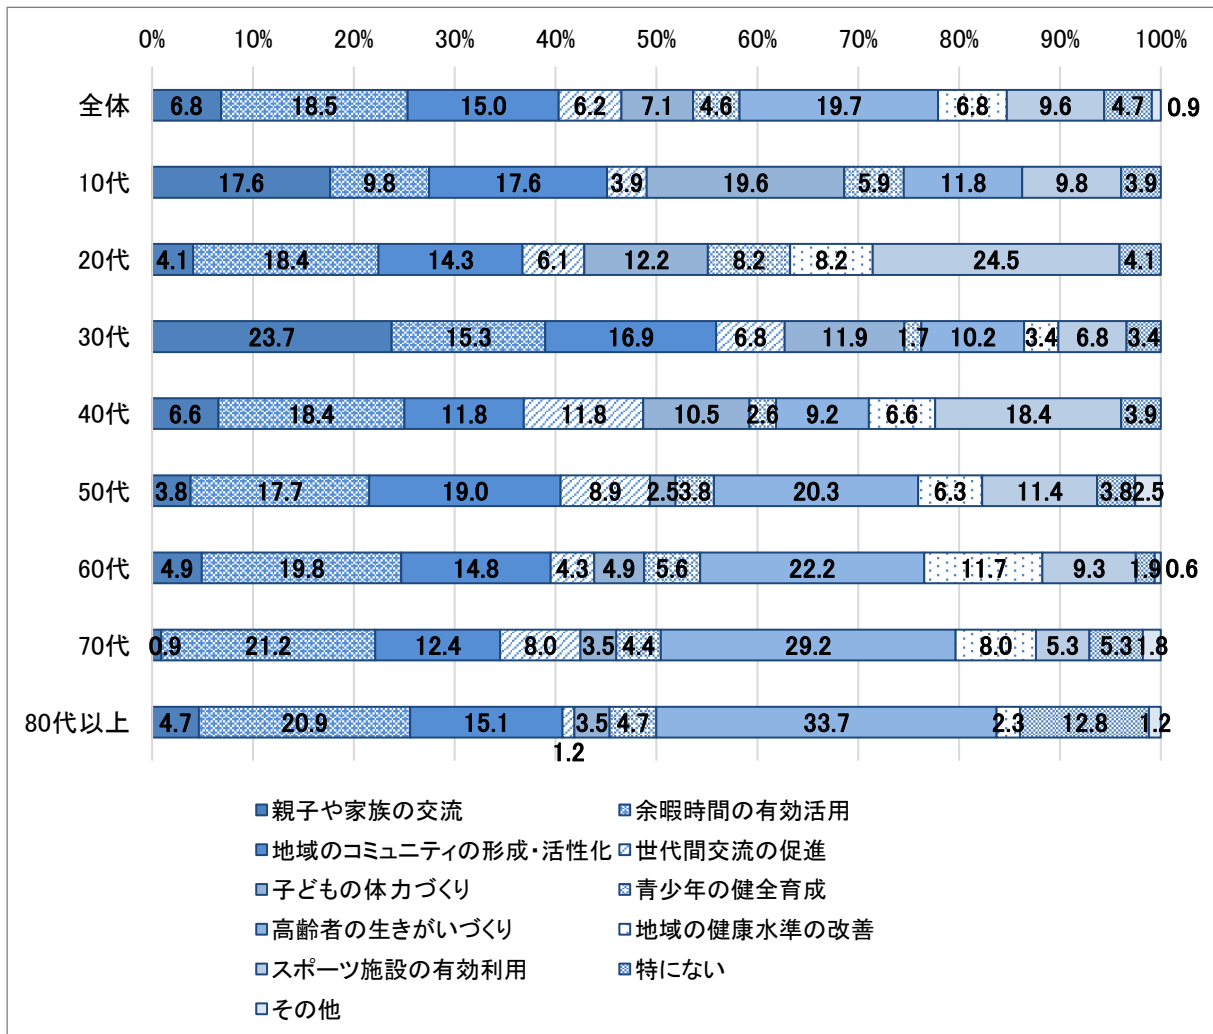 0% 10% 20% 30% 40% 50% 60% 70% 80% 90% 100%
全体 6.8 18.5 15.0 6.2 7.1 4.6 19.7 6.8 9.6 4.7 0.9
10代 17.6 9.8 17.6 3.9 19.6 5.9 11.8 9.8 3.9
20代 4.1 18.4 14.3 6.1 12.2 8.2 8.2 24.5 4.1
30代 23.7 15.3 16.9 6.8 11.9 1.7 10.2 3.4 6.8 3.4
40代 6.6 18.4 11.8 11.8 10.5 2.6 9.2 6.6 18.4 3.9
50代 3.8 17.7 19.0 8.9 2.5 3.8 20.3 6.3 11.4 3.8 2.5
60代 4.9 19.8 14.8 4.3 4.9 5.6 22.2 11.7 9.3 1.9 0.6
70代 0.9 21.2 12.4 8.0 3.5 4.4 29.2 8.0 5.3 5.3 1.8
80代以上 4.7 20.9 15.1 3.5 4.7 33.7 2.3 12.8 1.2
1.2
親子や家族の交流 余暇時間の有効活用
地域のコミュニティの形成・活性化 世代間交流の促進
子どもの体力づくり 青少年の健全育成
高齢者の生きがいづくり 地域の健康水準の改善
スポーツ施設の有効利用 特にない
その他